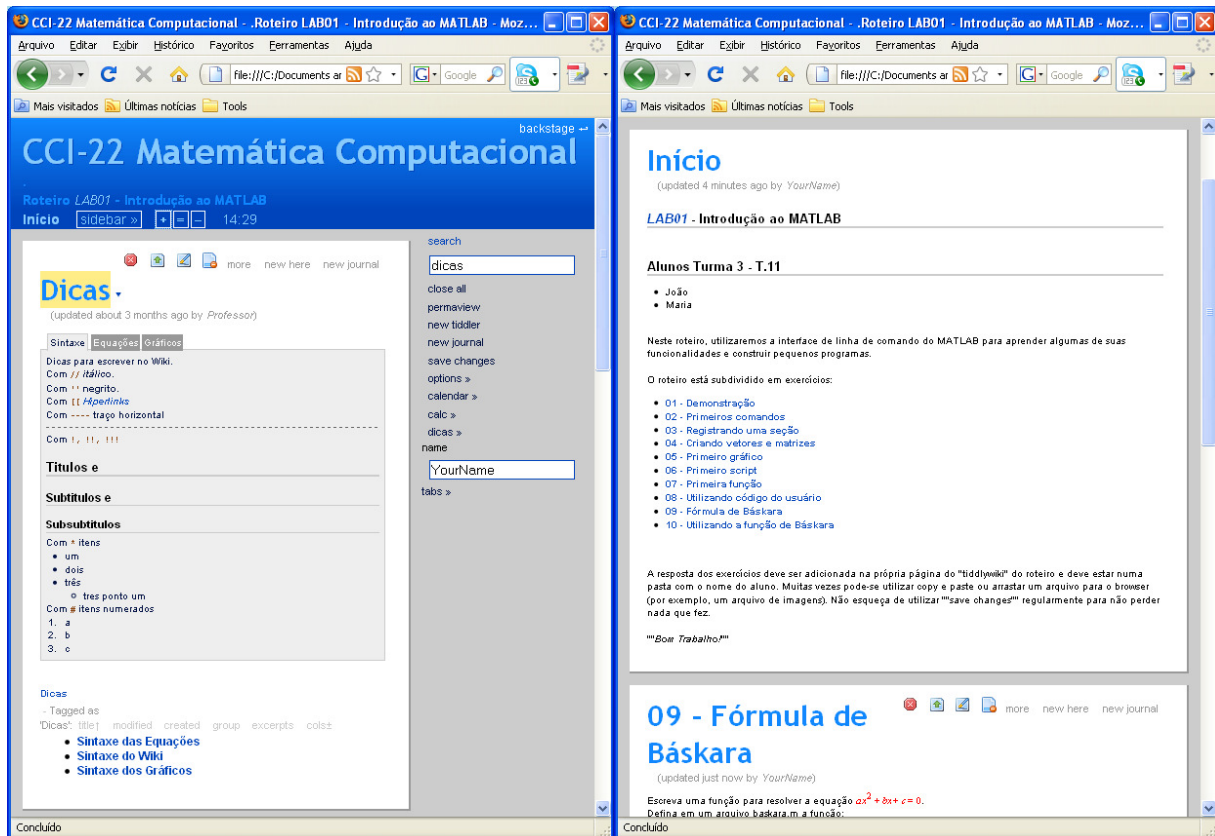 CCI-22 Matemática Computacional - .Roteiro LAB01 - Introdução ao MATLAB - Moz...
Arquivo Editar Exibir Histórico Favoritos Ferramentas Ajuda
file:///C:/Documents ar
Google
Mais visitados Últimas notícias Tools
backstage
CCI-22 Matemática Computacional
.
Roteiro LAB01 - Introdução ao MATLAB
Início sidebar » + = - 14:29
more new here new journal
Dicas
(updated about 3 months ago by Professor)
Sintaxe Equações Gráficos
Dicas para escrever no Wiki.
Com // itálico.
Com '' negrito.
Com [[ Hiperlinks
Com ---- traço horizontal
Com !, !!, !!!
Titulos e
Subtitulos e
Subsubtitulos
Com * itens
um
dois
três
tres ponto um
Com # itens numerados
1. a
2. b
3. c
Dicas
- Tagged as
'Dicas': title↑ modified created group excerpts cols±
Sintaxe das Equações
Sintaxe do Wiki
Sintaxe dos Gráficos
search
dicas
close all
permaview
new tiddler
new journal
save changes
options »
calendar »
calc »
dicas »
name
YourName
tabs »
Concluído
CCI-22 Matemática Computacional - .Roteiro LAB01 - Introdução ao MATLAB - Moz...
Arquivo Editar Exibir Histórico Favoritos Ferramentas Ajuda
file:///C:/Documents ar
Google
Mais visitados Últimas notícias Tools
Início
(updated 4 minutes ago by YourName)
LAB01 - Introdução ao MATLAB
Alunos Turma 3 - T.11
João
Maria
Neste roteiro, utilizaremos a interface de linha de comando do MATLAB para aprender algumas de suas
funcionalidades e construir pequenos programas.
O roteiro está subdividido em exercícios:
01 - Demonstração
02 - Primeiros comandos
03 - Registrando uma seção
04 - Criando vetores e matrizes
05 - Primeiro gráfico
06 - Primeiro script
07 - Primeira função
08 - Utilizando código do usuário
09 - Fórmula de Báskara
10 - Utilizando a função de Báskara
A resposta dos exercícios deve ser adicionada na própria página do "tiddlywiki" do roteiro e deve estar numa
pasta com o nome do aluno. Muitas vezes pode-se utilizar copy e paste ou arrastar um arquivo para o browser
(por exemplo, um arquivo de imagens). Não esqueça de utilizar ""save changes"" regularmente para não perder
nada que fez.
""Bom Trabalho!""
more new here new journal
09 - Fórmula de
Báskara
(updated just now by YourName)
Escreva uma função para resolver a equação ax² + bx + c = 0.
Defina em um arquivo baskara.m a função:
Concluído